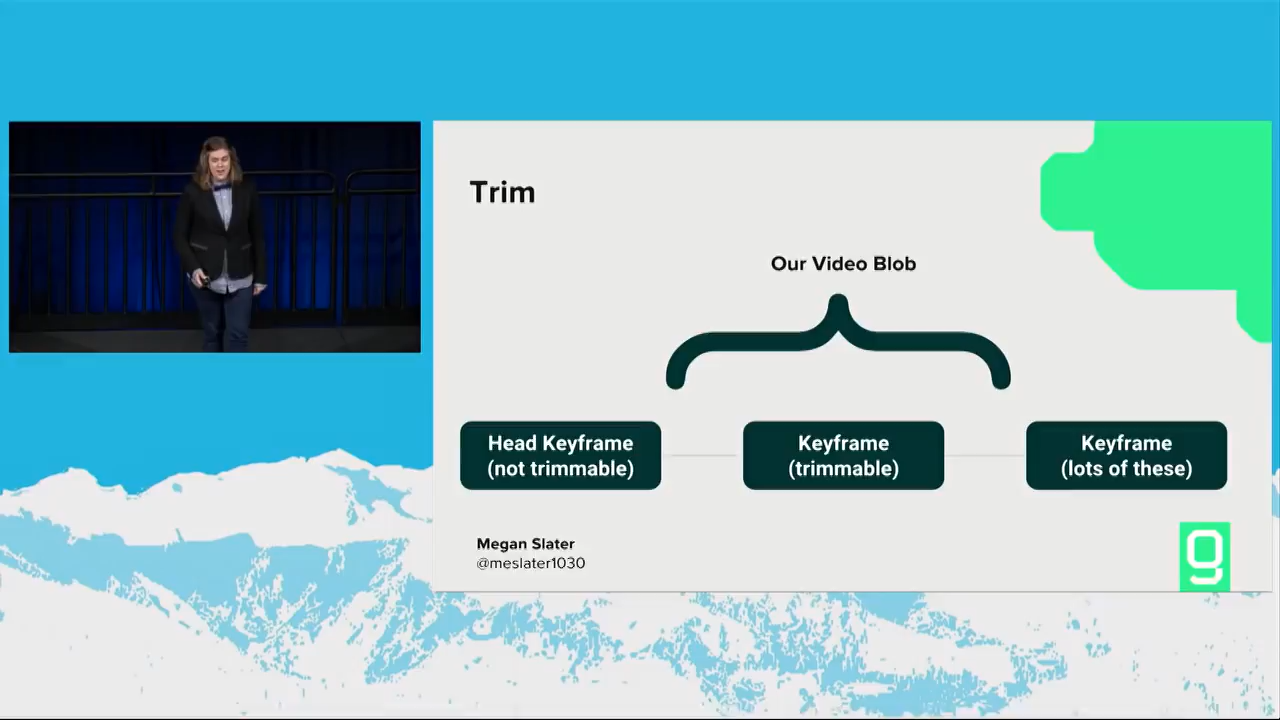 Trim
Our Video Blob
Head Keyframe
(not trimmable)
Keyframe
(trimmable)
Keyframe
(lots of these)
Megan Slater
@meslater1030
g